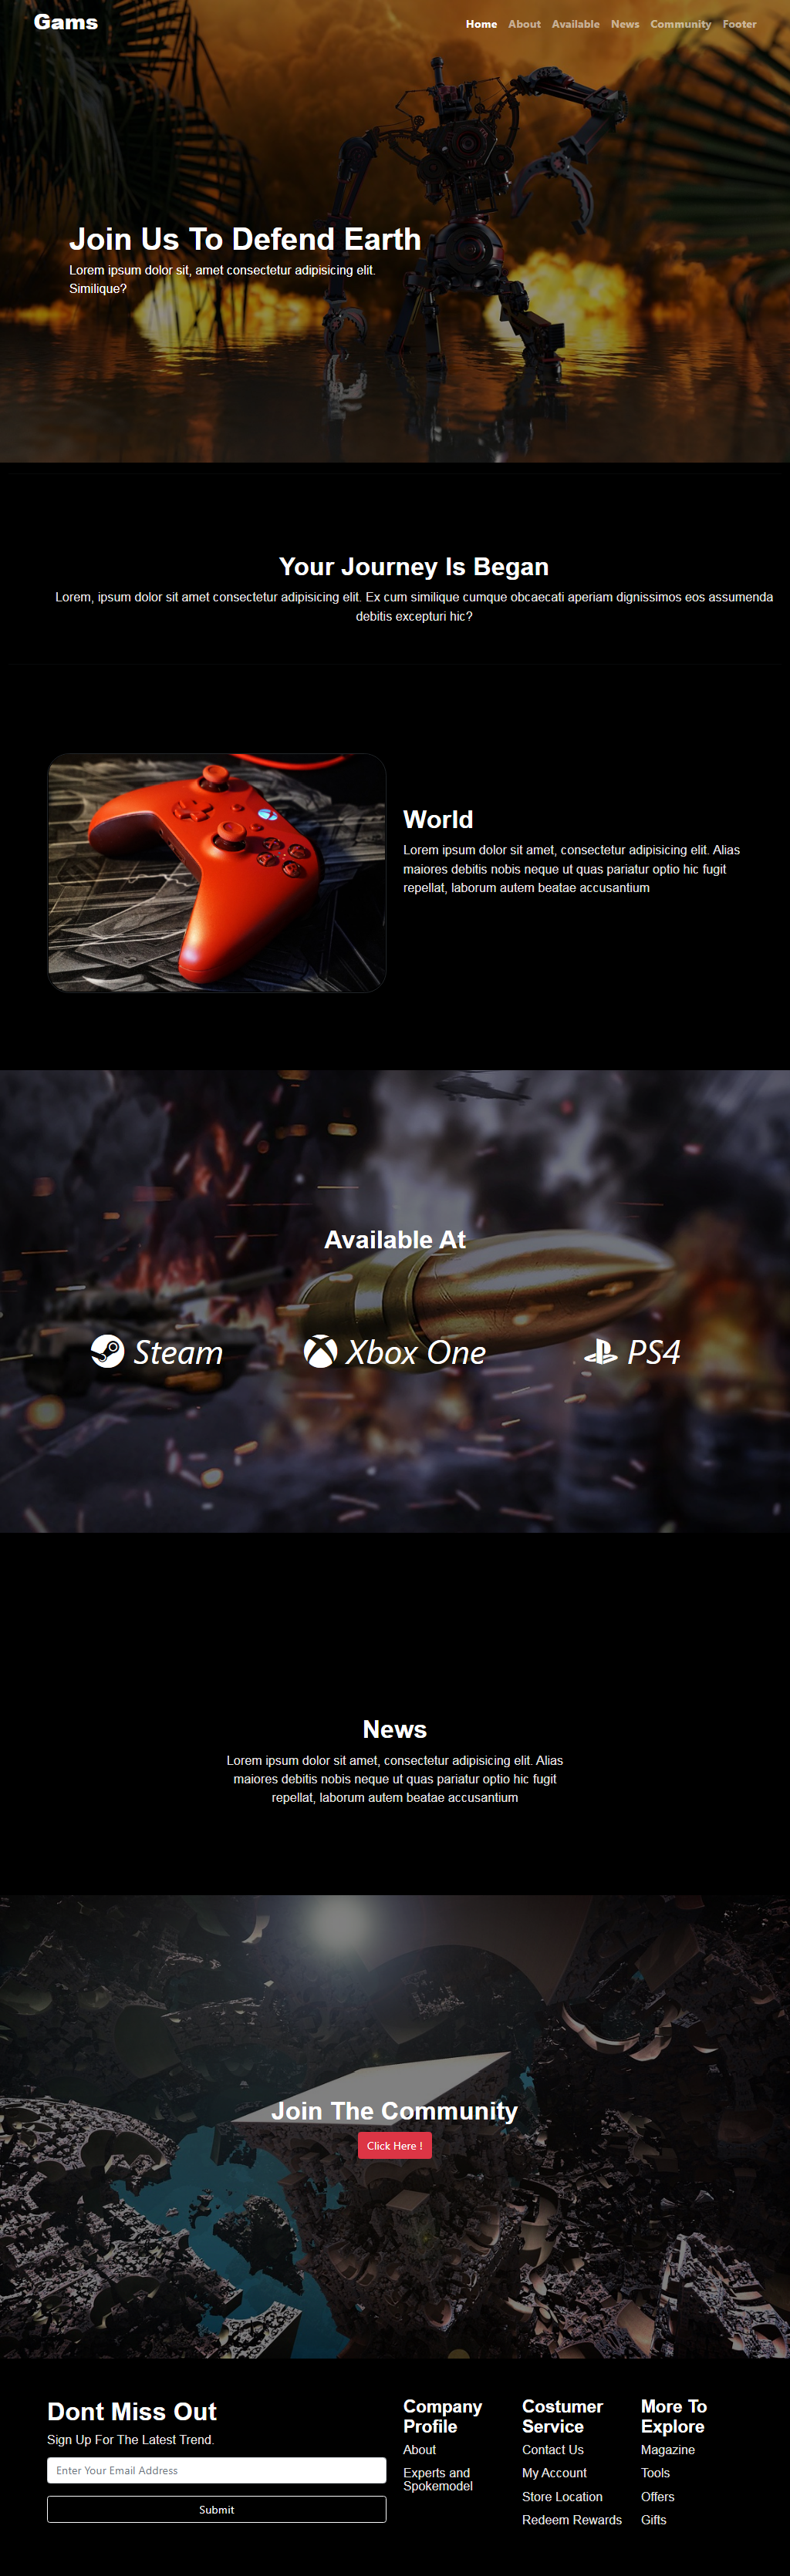 Gams
Home About Available News Community Footer
Join Us To Defend Earth
Lorem ipsum dolor sit, amet consectetur adipisicing elit.
Similique?
Your Journey Is Began
Lorem, ipsum dolor sit amet consectetur adipisicing elit. Ex cum similique cumque obcaecati aperiam dignissimos eos assumenda
debitis excepturi hic?
World
Lorem ipsum dolor sit amet, consectetur adipisicing elit. Alias
maiores debitis nobis neque ut quas pariatur optio hic fugit
repellat, laborum autem beatae accusantium
Available At
Steam
Xbox One
PS4
News
Lorem ipsum dolor sit amet, consectetur adipisicing elit. Alias
maiores debitis nobis neque ut quas pariatur optio hic fugit
repellat, laborum autem beatae accusantium
Join The Community
Click Here !
Dont Miss Out
Sign Up For The Latest Trend.
Enter Your Email Address
Submit
Company
Profile
About
Experts and
Spokemodel
Costumer
Service
Contact Us
My Account
Store Location
Redeem Rewards
More To
Explore
Magazine
Tools
Offers
Gifts